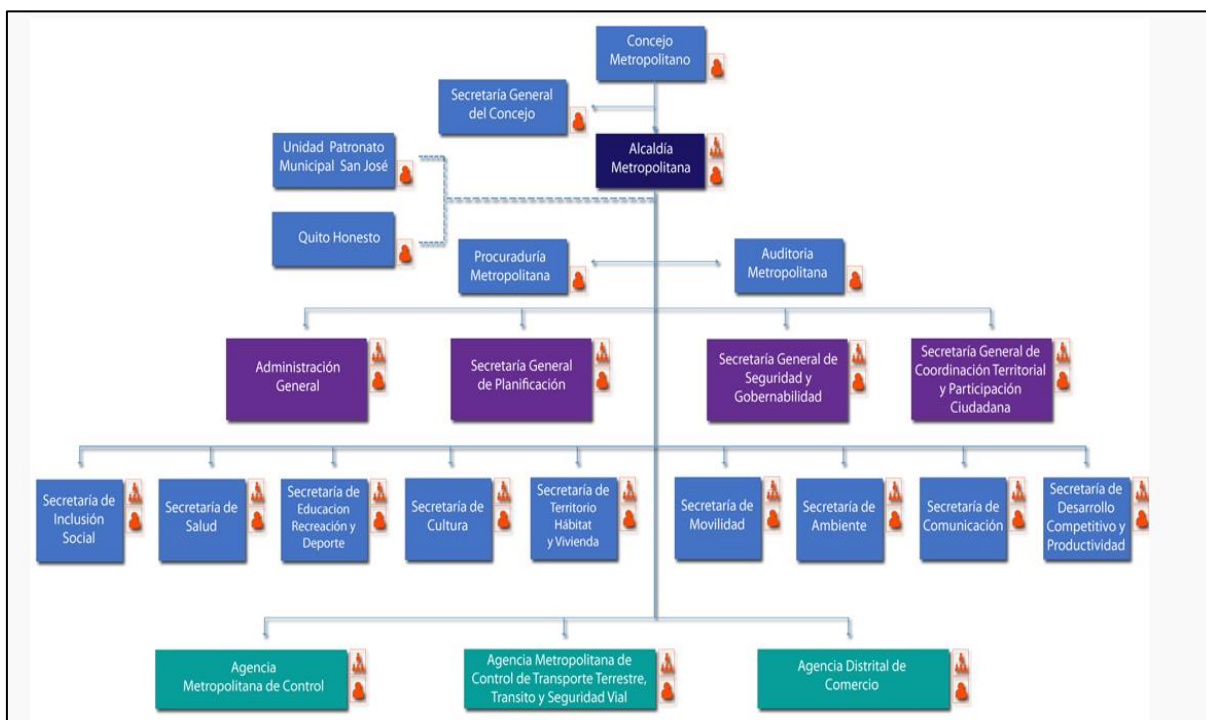 Concejo
Metropolitano
Secretaría General
del Concejo
Unidad Patronato
Municipal San José
Alcaldía
Metropolitana
Quito Honesto
Procuraduría
Metropolitana
Auditoria
Metropolitana
Administración
General
Secretaría General
de Planificación
Secretaría General de
Seguridad y
Gobernabilidad
Secretaría General de
Coordinación Territorial
y Participación
Ciudadana
Secretaría de
Inclusión
Social
Secretaría
de Salud
Secretaría de
Educacion
Recreación y
Deporte
Secretaría de
Cultura
Secretaría de
Territorio
Hábitat
y Vivienda
Secretaría de
Movilidad
Secretaría de
Ambiente
Secretaría de
Comunicación
Secretaría de
Desarrollo
Competitivo y
Productividad
Agencia
Metropolitana de Control
Agencia Metropolitana de
Control de Transporte Terrestre,
Transito y Seguridad Vial
Agencia Distrital de
Comercio